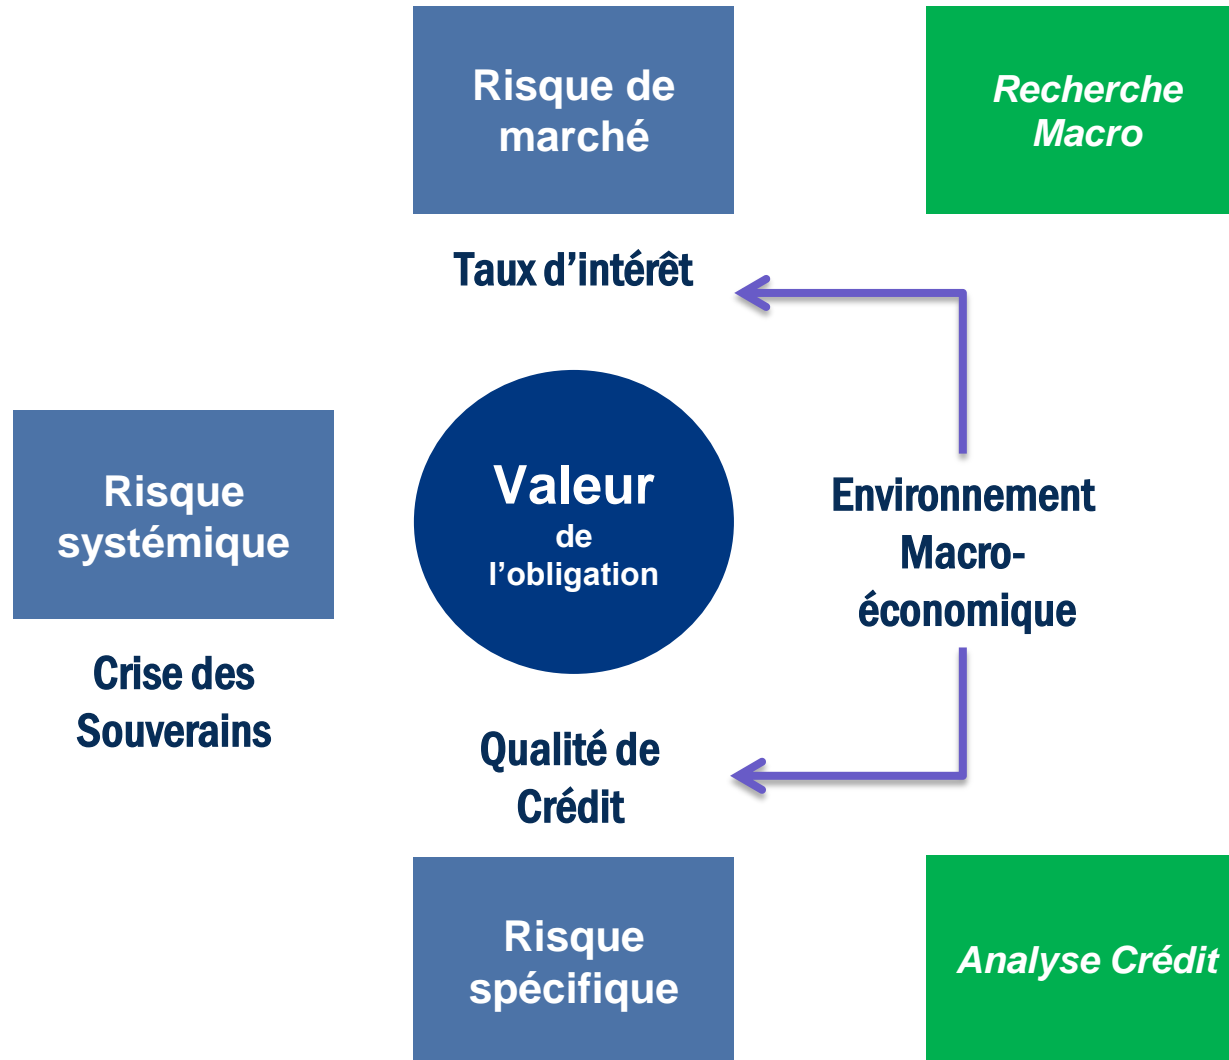 Risque de
marché
Recherche
Macro
Taux d’intérêt
Risque
systémique
Crise des
Souverains
Valeur
de
l’obligation
Environnement
Macro-
économique
Qualité de
Crédit
Risque
spécifique
Analyse Crédit